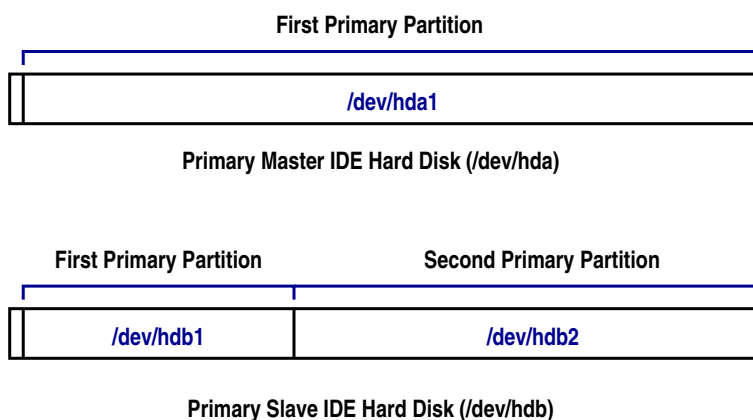 First Primary Partition
/dev/hda1
Primary Master IDE Hard Disk (/dev/hda)
First Primary Partition
Second Primary Partition
/dev/hdb1
/dev/hdb2
Primary Slave IDE Hard Disk (/dev/hdb)